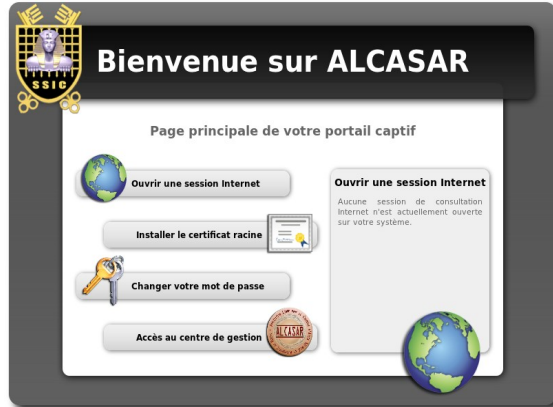 SSIC
Bienvenue sur ALCASAR
Page principale de votre portail captif
Ouvrir une session Internet
Installer le certificat racine
Changer votre mot de passe
Accès au centre de gestion
ALCASAR
Ouvrir une session Internet
Aucune session de consultation
Internet n'est actuellement ouverte
sur votre système.